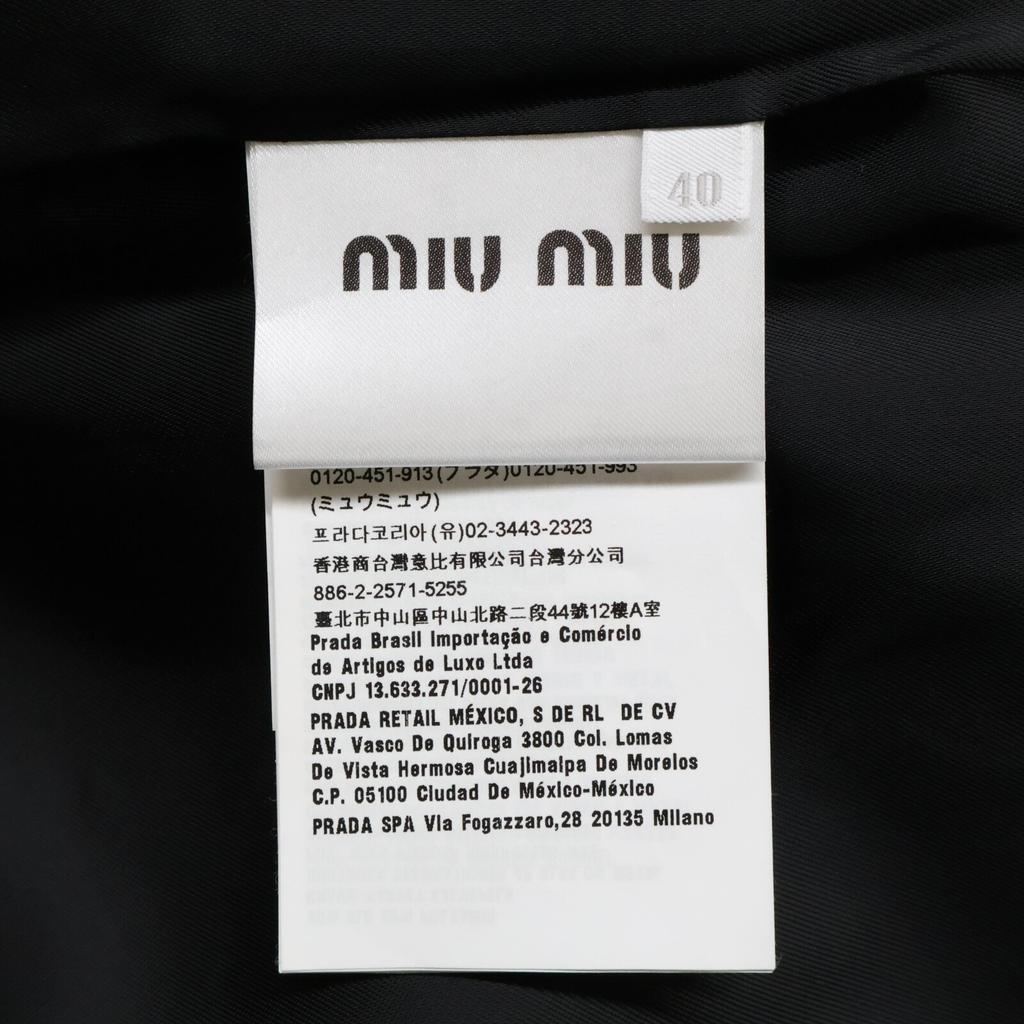 40
miu miu
0120-451-913(プラダ)0120-451-993
(ミュウミュウ)
프라다코리아(유)02-3443-2323
香港商台灣意比有限公司台灣分公司
886-2-2571-5255
臺北市中山區中山北路二段44號12樓A室
Prada Brasil Importação e Comércio
de Artigos de Luxo Ltda
CNPJ 13.633.271/0001-26
PRADA RETAIL MÉXICO, S DE RL DE CV
AV. Vasco De Quiroga 3800 Col. Lomas
De Vista Hermosa Cuajimalpa De Morelos
C.P. 05100 Ciudad De México-México
PRADA SPA Via Fogazzaro,28 20135 Milano